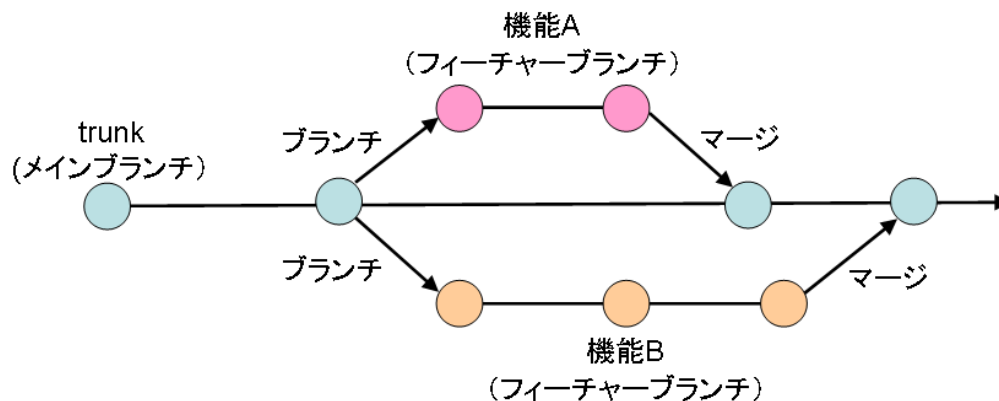 機能A
（フィーチャーブランチ）
trunk
(メインブランチ）
ブランチ
マージ
ブランチ
マージ
機能B
（フィーチャーブランチ）